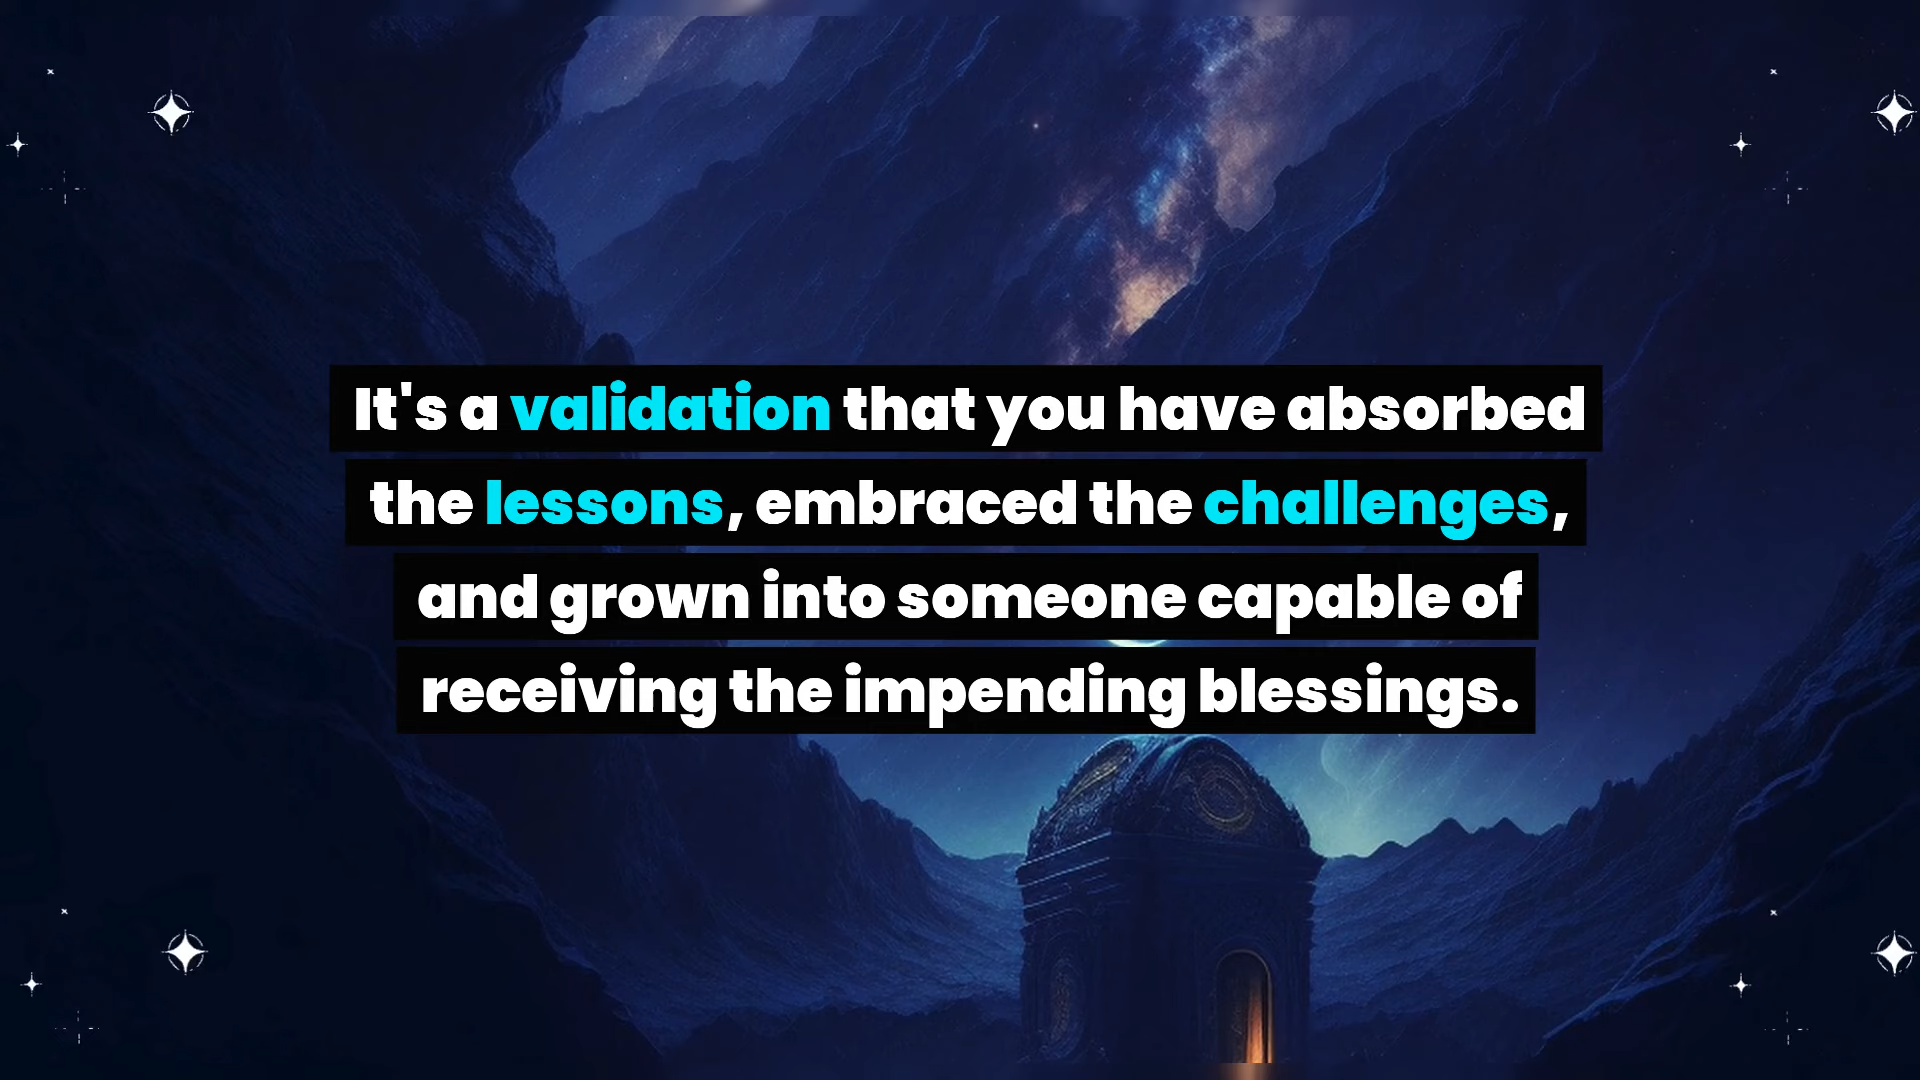 It's a validation that you have absorbed
the lessons, embraced the challenges,
and grown into someone capable of
receiving the impending blessings.